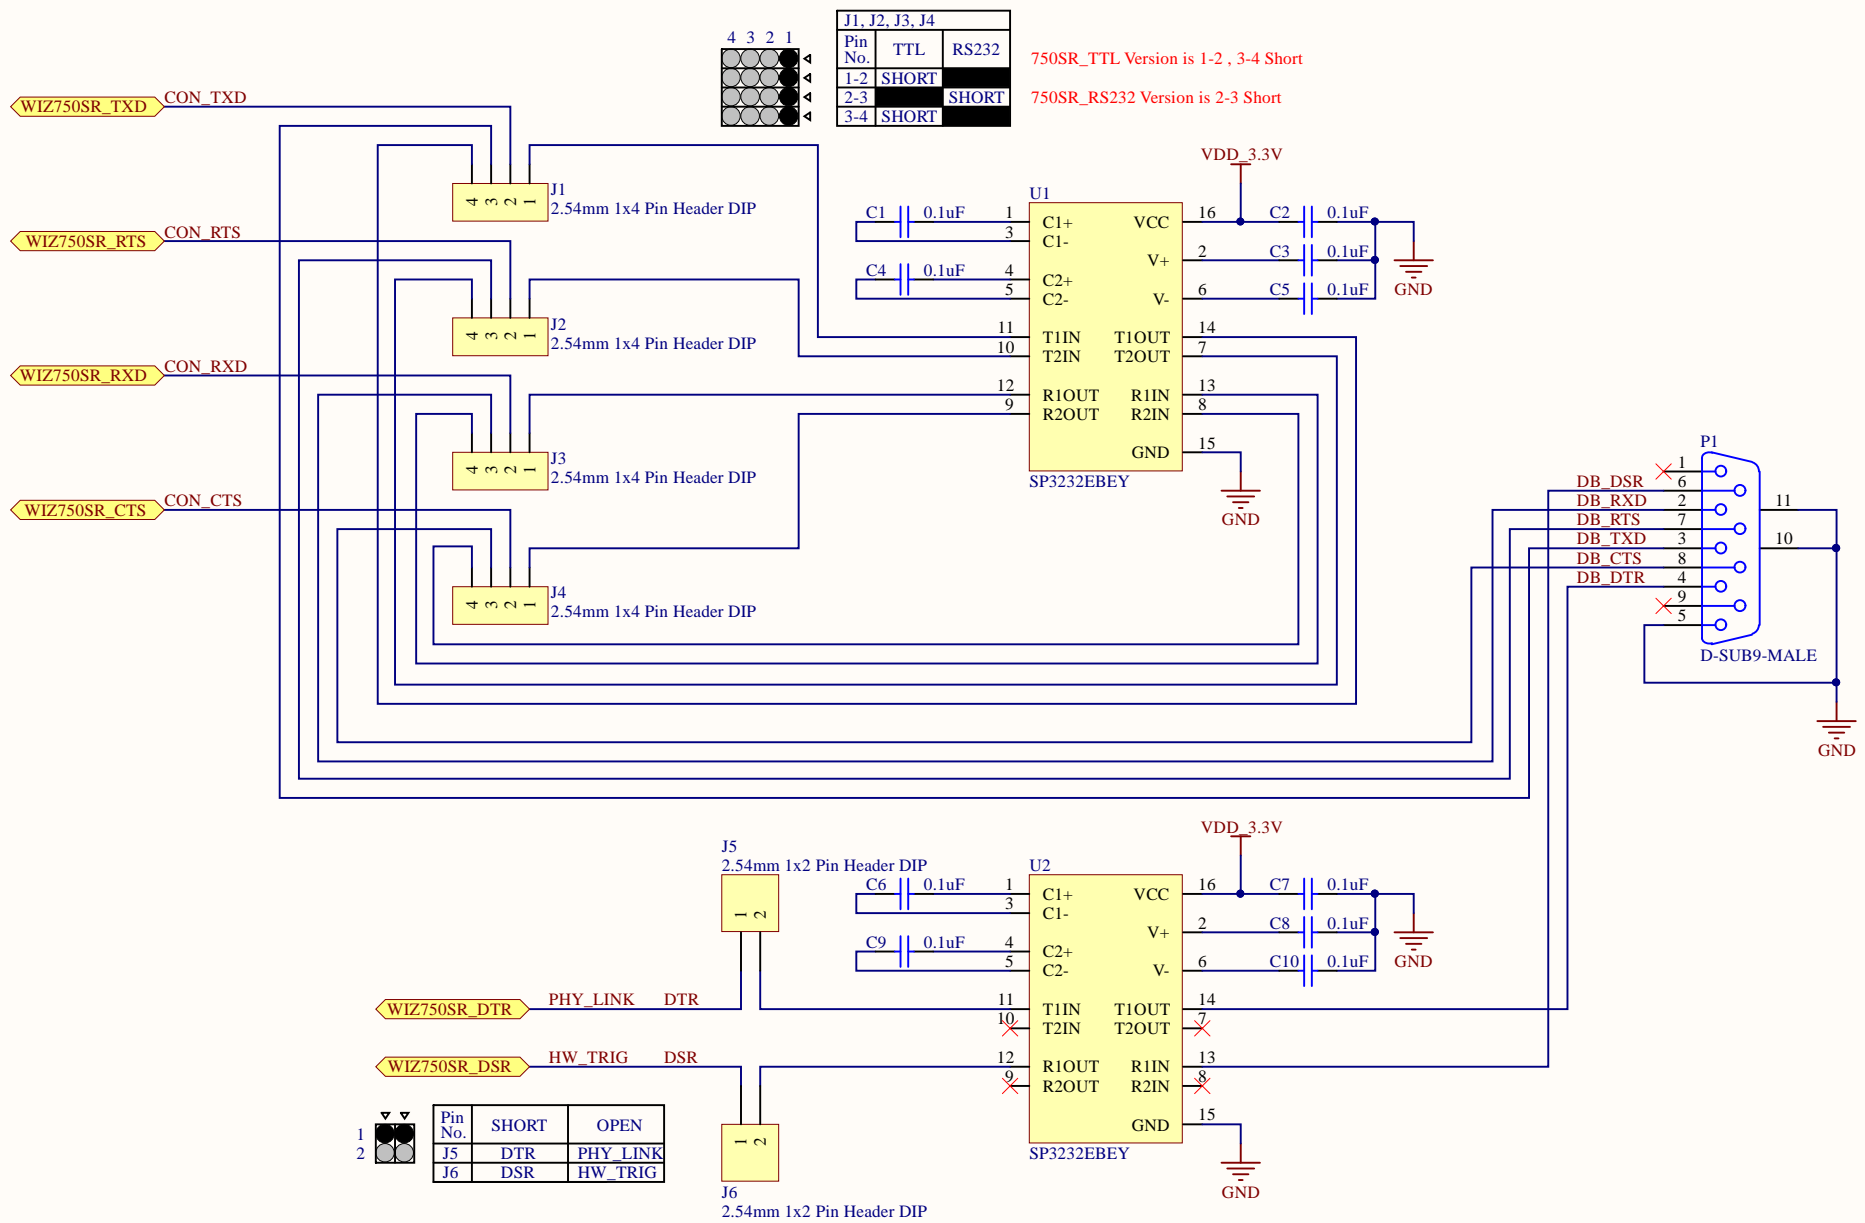 4 3 2 1
J1, J2, J3, J4
Pin No. TTL RS232
1-2 SHORT
2-3 SHORT
3-4 SHORT
750SR_TTL Version is 1-2 , 3-4 Short
750SR_RS232 Version is 2-3 Short
WIZ750SR_TXD CON_TXD
4 3 2 1
J1
2.54mm 1x4 Pin Header DIP
WIZ750SR_RTS CON_RTS
4 3 2 1
J2
2.54mm 1x4 Pin Header DIP
WIZ750SR_RXD CON_RXD
4 3 2 1
J3
2.54mm 1x4 Pin Header DIP
WIZ750SR_CTS CON_CTS
4 3 2 1
J4
2.54mm 1x4 Pin Header DIP
VDD_3.3V
U1
C1 0.1uF 1 C1+ VCC 16 C2 0.1uF
3 C1-
V+ 2 C3 0.1uF
C4 0.1uF 4 C2+
5 C2- V- 6 C5 0.1uF
GND
11 T1IN T1OUT 14
10 T2IN T2OUT 7
12 R1OUT R1IN 13
9 R2OUT R2IN 8
GND 15
SP3232EBEY
GND
P1
1
DB_DSR 6
DB_RXD 2
DB_RTS 7
DB_TXD 3
DB_CTS 8
DB_DTR 4
9
5
11
10
D-SUB9-MALE
GND
VDD_3.3V
J5
2.54mm 1x2 Pin Header DIP
1 2
U2
C6 0.1uF 1 C1+ VCC 16 C7 0.1uF
3 C1-
V+ 2 C8 0.1uF
C9 0.1uF 4 C2+
5 C2- V- 6 C10 0.1uF
GND
WIZ750SR_DTR PHY_LINK DTR
11 T1IN T1OUT 14
10 T2IN T2OUT 7
WIZ750SR_DSR HW_TRIG DSR
12 R1OUT R1IN 13
9 R2OUT R2IN 8
GND 15
SP3232EBEY
GND
1
2
Pin No. SHORT OPEN
J5 DTR PHY_LINK
J6 DSR HW_TRIG
1 2
J6
2.54mm 1x2 Pin Header DIP